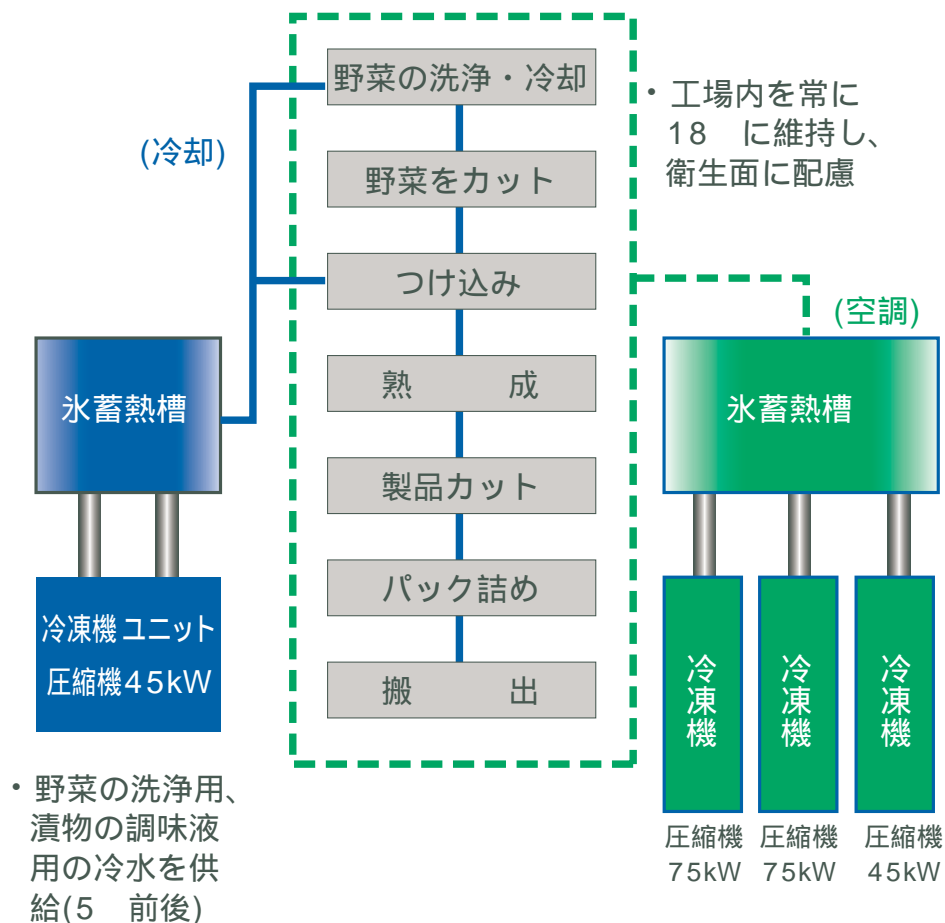 野菜の洗浄・冷却
(冷却)
野菜をカット
つけ込み
熟　　成
製品カット
パック詰め
搬　　出
氷蓄熱槽
冷凍機ユニット
圧縮機45kW
・野菜の洗浄用、
漬物の調味液
用の冷水を供
給(5　前後)
・工場内を常に
18　に維持し、
衛生面に配慮
(空調)
氷蓄熱槽
冷凍機
冷凍機
冷凍機
圧縮機
75kW
圧縮機
75kW
圧縮機
45kW